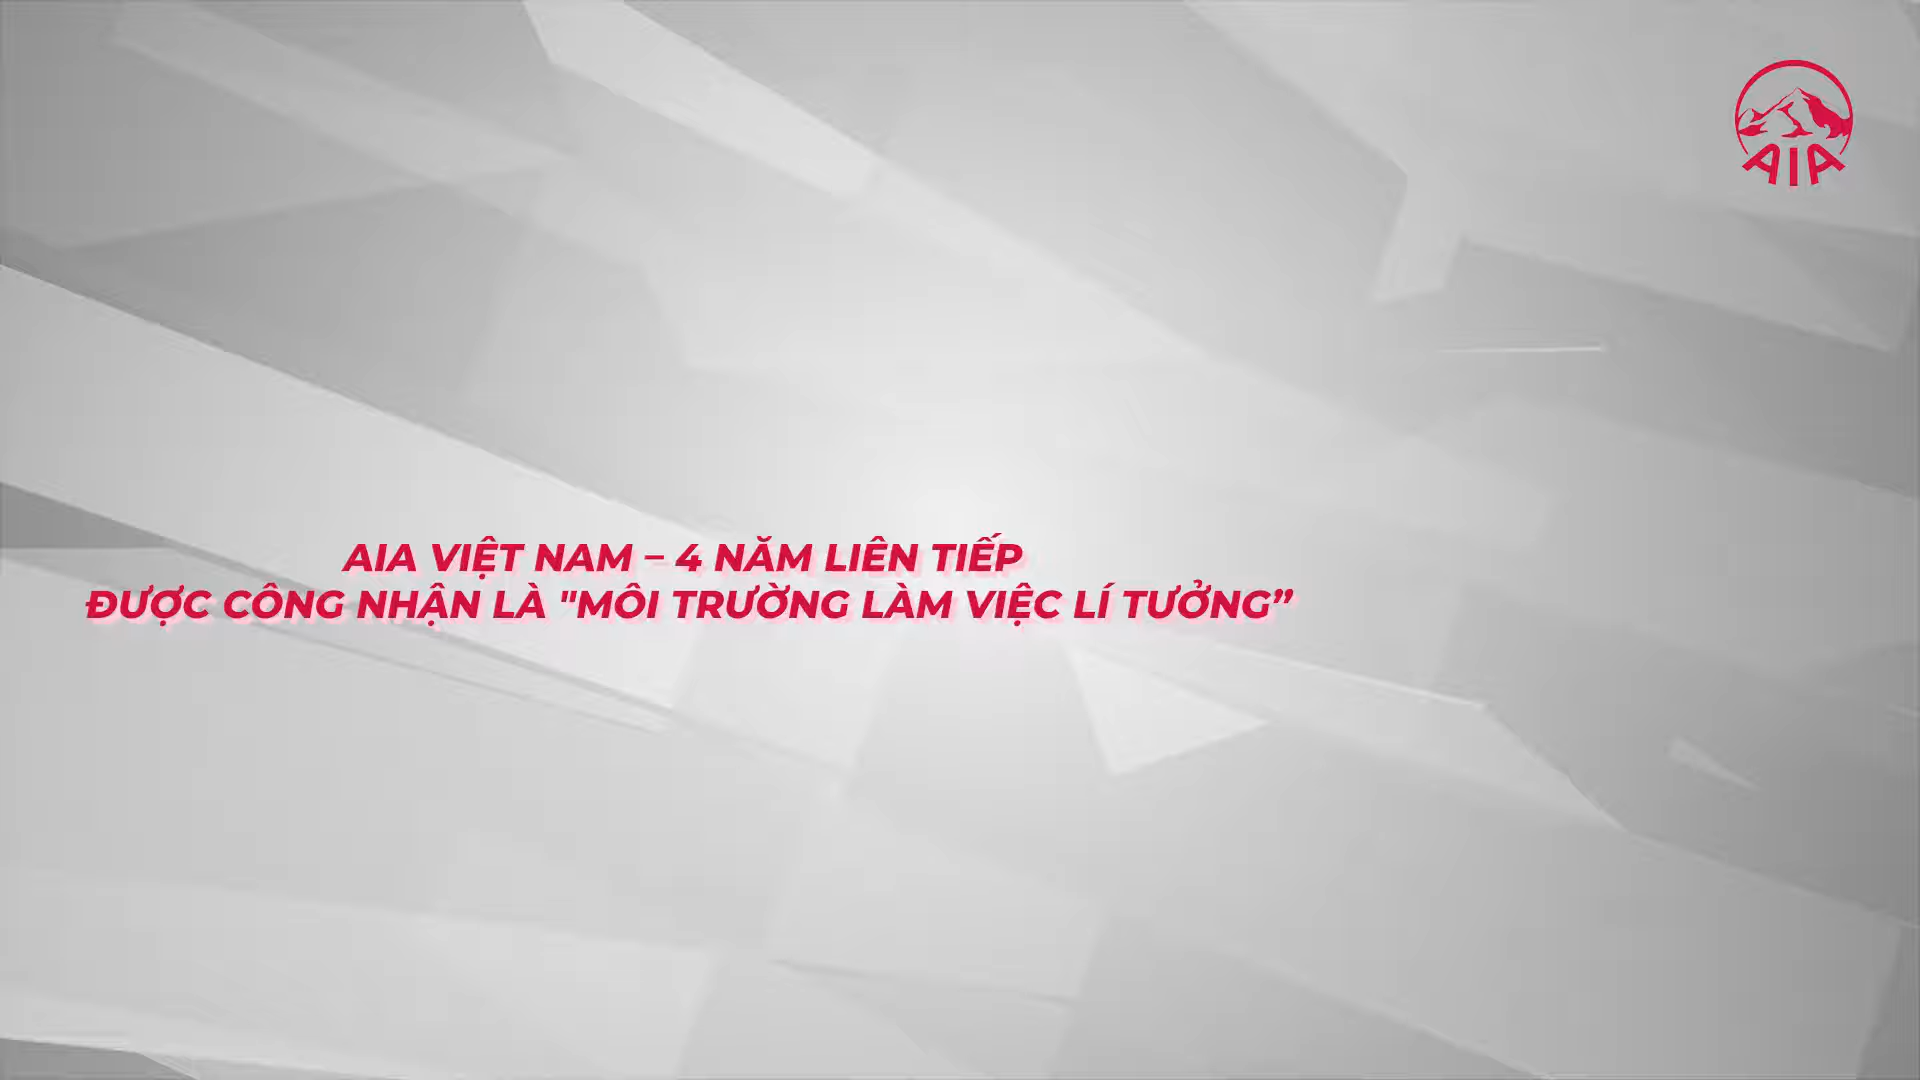 AIA
AIA VIỆT NAM – 4 NĂM LIÊN TIẾP
ĐƯỢC CÔNG NHẬN LÀ "MÔI TRƯỜNG LÀM VIỆC LÍ TƯỞNG”